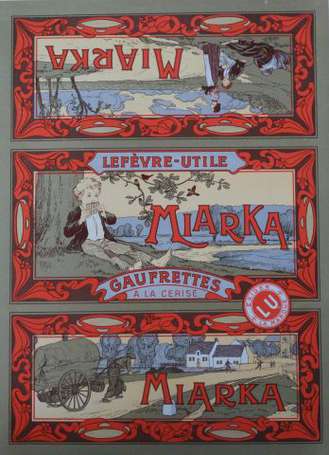 MIARKA
LEFÈVRE-UTILE
MIARKA
GAUFRETTES
A LA CERISE
LU
MIARKA